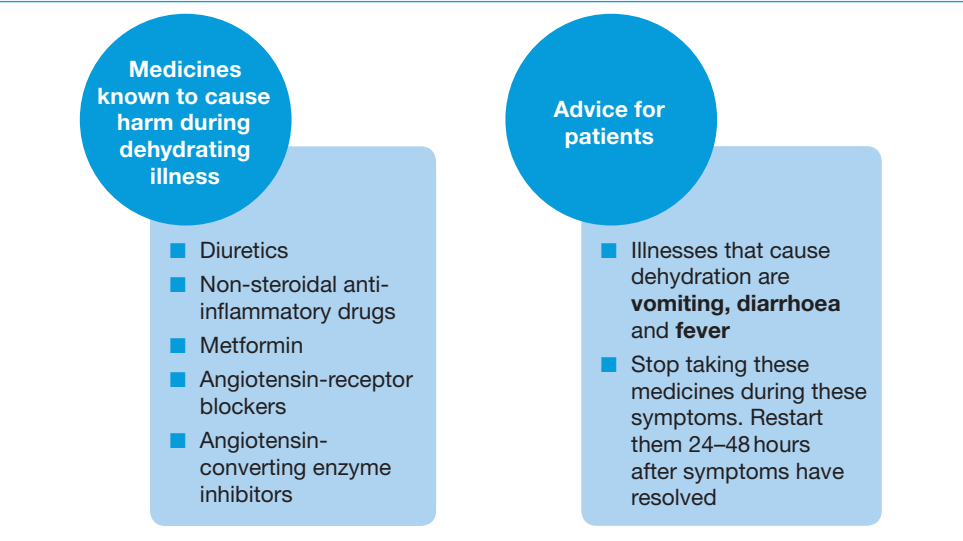 Medicines
known to cause
harm during
dehydrating
illness
Diuretics
Non-steroidal anti-
inflammatory drugs
Metformin
Angiotensin-receptor
blockers
Angiotensin-
converting enzyme
inhibitors
Advice for
patients
Illnesses that cause
dehydration are
vomiting, diarrhoea
and fever
Stop taking these
medicines during these
symptoms. Restart
them 24–48 hours
after symptoms have
resolved